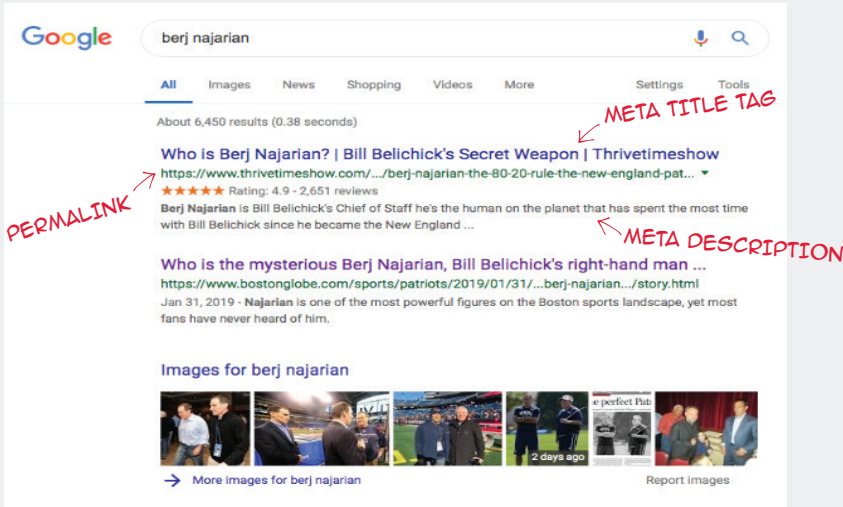 Google
berj najarian
All Images News Shopping Videos More Settings Tools
META TITLE TAG
About 6,450 results (0.38 seconds)
Who is Berj Najarian? | Bill Belichick's Secret Weapon | Thrivetimeshow
https://www.thrivetimeshow.com/.../berj-najarian-the-80-20-rule-the-new-england-pat...
PERMALINK
Rating: 4.9 - 2,651 reviews
Berj Najarian is Bill Belichick's Chief of Staff he's the human on the planet that has spent the most time
with Bill Belichick since he became the New England ...
META DESCRIPTION
Who is the mysterious Berj Najarian, Bill Belichick's right-hand man ...
https://www.bostonglobe.com/sports/patriots/2019/01/31/...berj-najarian.../story.html
Jan 31, 2019 - Najarian is one of the most powerful figures on the Boston sports landscape, yet most
fans have never heard of him.
Images for berj najarian
e perfect Patr
2 days ago
More images for berj najarian
Report images